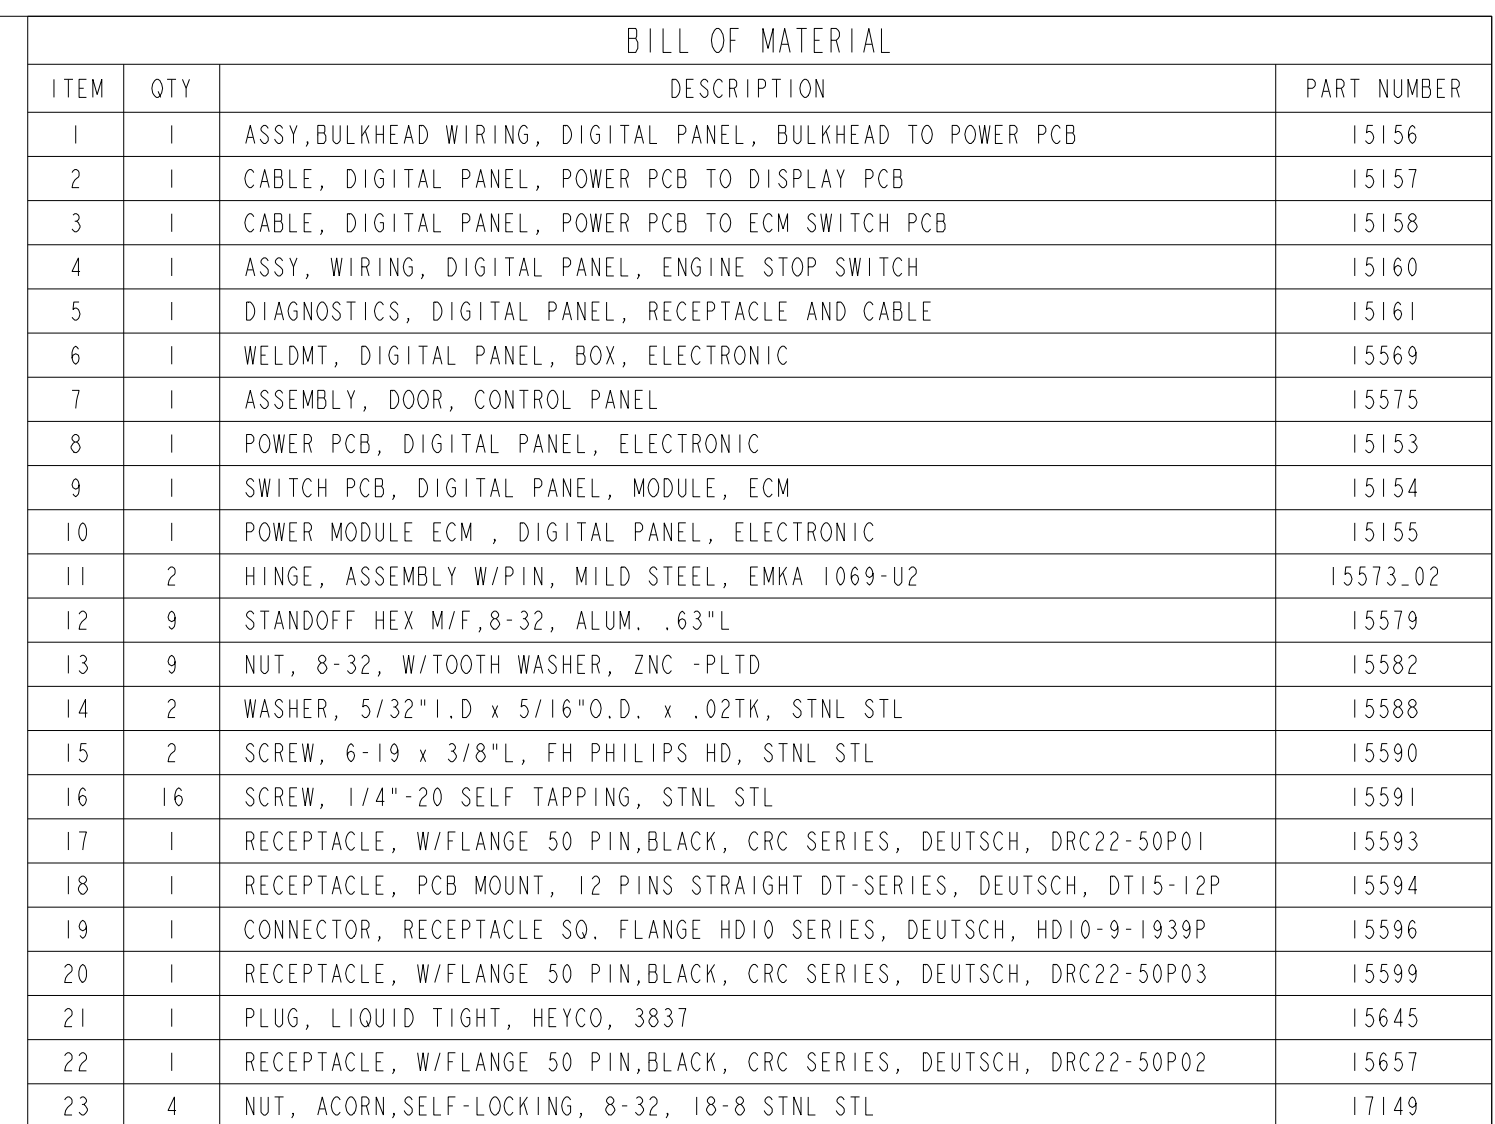 BILL OF MATERIAL
ITEM QTY DESCRIPTION PART NUMBER
1 1 ASSY,BULKHEAD WIRING, DIGITAL PANEL, BULKHEAD TO POWER PCB 15156
2 1 CABLE, DIGITAL PANEL, POWER PCB TO DISPLAY PCB 15157
3 1 CABLE, DIGITAL PANEL, POWER PCB TO ECM SWITCH PCB 15158
4 1 ASSY, WIRING, DIGITAL PANEL, ENGINE STOP SWITCH 15160
5 1 DIAGNOSTICS, DIGITAL PANEL, RECEPTACLE AND CABLE 15161
6 1 WELDMT, DIGITAL PANEL, BOX, ELECTRONIC 15569
7 1 ASSEMBLY, DOOR, CONTROL PANEL 15575
8 1 POWER PCB, DIGITAL PANEL, ELECTRONIC 15153
9 1 SWITCH PCB, DIGITAL PANEL, MODULE, ECM 15154
10 1 POWER MODULE ECM , DIGITAL PANEL, ELECTRONIC 15155
11 2 HINGE, ASSEMBLY W/PIN, MILD STEEL, EMKA 1069-U2 15573_02
12 9 STANDOFF HEX M/F,8-32, ALUM. .63"L 15579
13 9 NUT, 8-32, W/TOOTH WASHER, ZNC -PLTD 15582
14 2 WASHER, 5/32"I.D x 5/16"O.D. x .02TK, STNL STL 15588
15 2 SCREW, 6-19 x 3/8"L, FH PHILIPS HD, STNL STL 15590
16 16 SCREW, 1/4"-20 SELF TAPPING, STNL STL 15591
17 1 RECEPTACLE, W/FLANGE 50 PIN,BLACK, CRC SERIES, DEUTSCH, DRC22-50P01 15593
18 1 RECEPTACLE, PCB MOUNT, 12 PINS STRAIGHT DT-SERIES, DEUTSCH, DT15-12P 15594
19 1 CONNECTOR, RECEPTACLE SQ. FLANGE HD10 SERIES, DEUTSCH, HD10-9-1939P 15596
20 1 RECEPTACLE, W/FLANGE 50 PIN,BLACK, CRC SERIES, DEUTSCH, DRC22-50P03 15599
21 1 PLUG, LIQUID TIGHT, HEYCO, 3837 15645
22 1 RECEPTACLE, W/FLANGE 50 PIN,BLACK, CRC SERIES, DEUTSCH, DRC22-50P02 15657
23 4 NUT, ACORN,SELF-LOCKING, 8-32, 18-8 STNL STL 17149